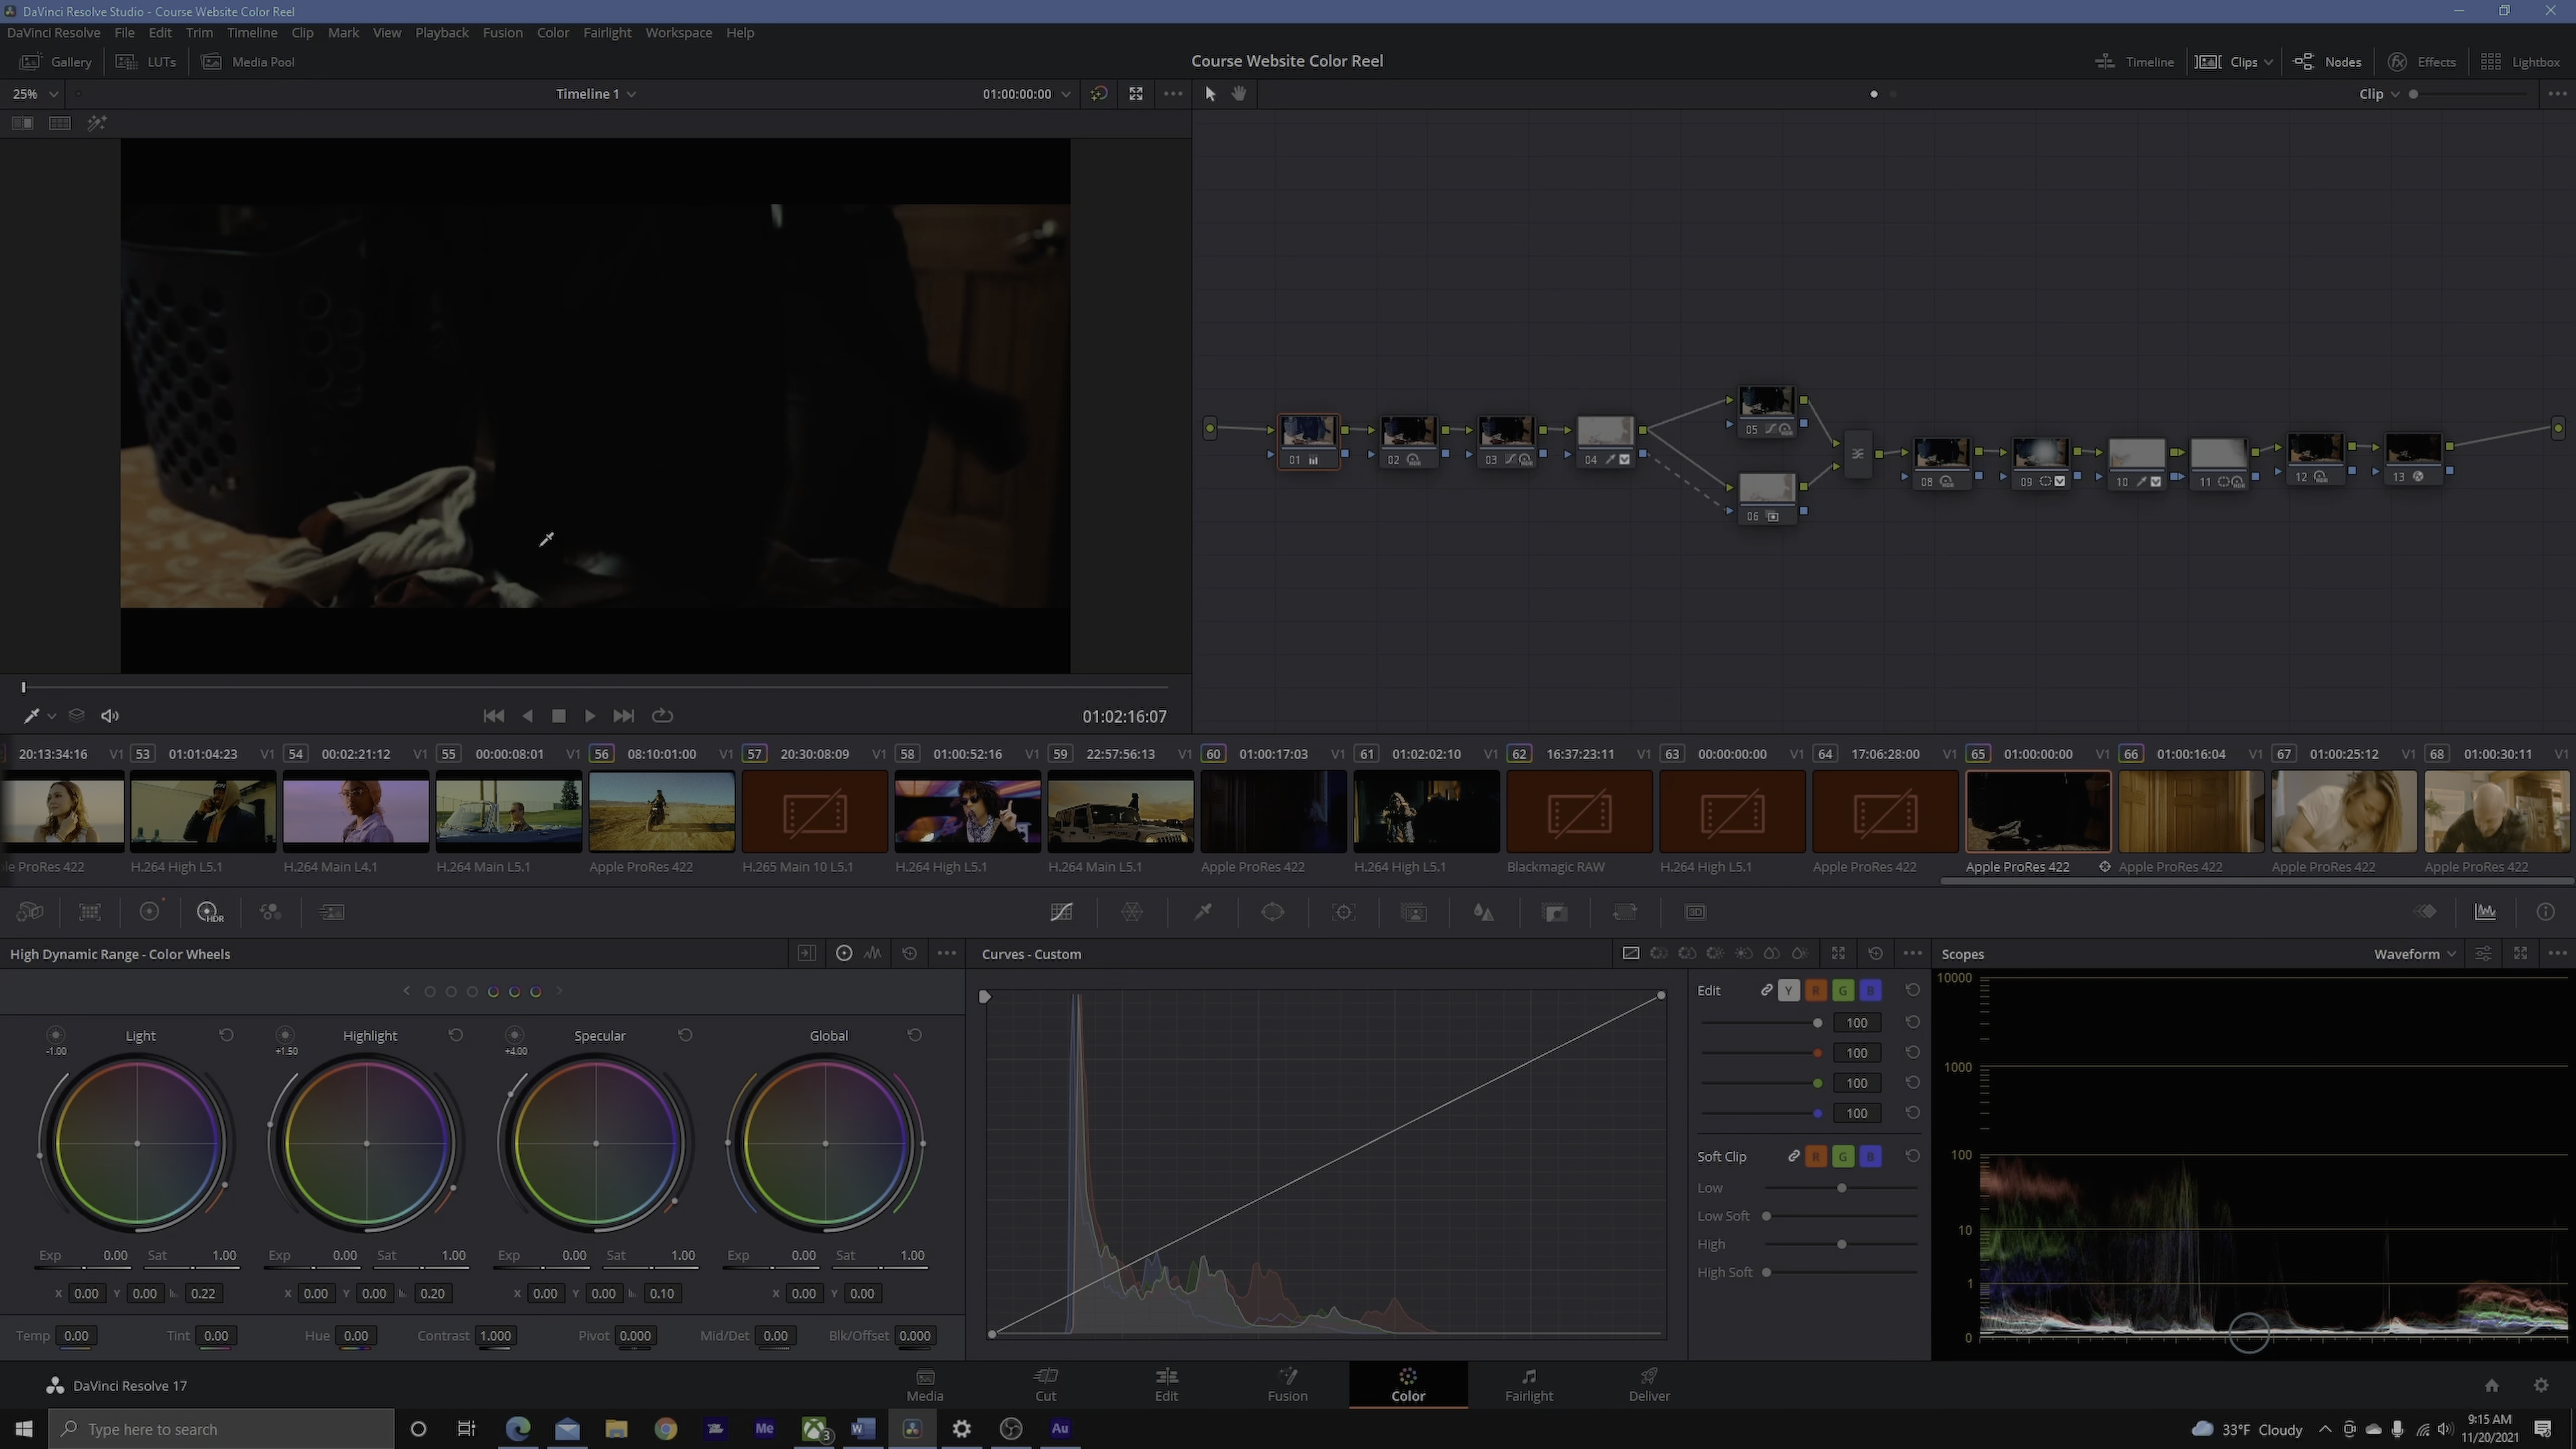 DaVinci Resolve Studio - Course Website Color Reel
DaVinci Resolve File Edit Trim Timeline Clip Mark View Playback Fusion Color Fairlight Workspace Help
Gallery LUTs Media Pool Course Website Color Reel Timeline Clips Nodes Effects Lightbox
25% Timeline 1 01:00:00:00 Clip
01 02 03 04 05 06 08 09 10 11 12 13
01:02:16:07
20:13:34:16 V1 53 01:01:04:23 V1 54 00:02:21:12 V1 55 00:00:08:01 V1 56 08:10:01:00 V1 57 20:30:08:09 V1 58 01:00:52:16 V1 59 22:57:56:13 V1 60 01:00:17:03 V1 61 01:02:02:10 V1 62 16:37:23:11 V1 63 00:00:00:00 V1 64 17:06:28:00 V1 65 01:00:00:00 V1 66 01:00:16:04 V1 67 01:00:25:12 V1 68 01:00:30:11 V1
le ProRes 422 H.264 High L5.1 H.264 Main L4.1 H.264 Main L5.1 Apple ProRes 422 H.265 Main 10 L5.1 H.264 High L5.1 H.264 Main L5.1 Apple ProRes 422 H.264 High L5.1 Blackmagic RAW H.264 High L5.1 Apple ProRes 422 Apple ProRes 422 Apple ProRes 422 Apple ProRes 422 Apple ProRes 422
HDR 3D
High Dynamic Range - Color Wheels Curves - Custom Scopes Waveform
Light Highlight Specular Global
-1.00 +1.50 +4.00
Exp 0.00 Sat 1.00 Exp 0.00 Sat 1.00 Exp 0.00 Sat 1.00 Exp 0.00 Sat 1.00
X 0.00 Y 0.00 0.22 X 0.00 Y 0.00 0.20 X 0.00 Y 0.00 0.10 X 0.00 Y 0.00
Temp 0.00 Tint 0.00 Hue 0.00 Contrast 1.000 Pivot 0.000 Mid/Det 0.00 Blk/Offset 0.000
Edit Y R G B
100
100
100
100
Soft Clip R G B
Low
Low Soft
High
High Soft
10000
1000
100
10
1
0
DaVinci Resolve 17 Media Cut Edit Fusion Color Fairlight Deliver
Type here to search Me 3 Au 33°F Cloudy 9:15 AM
11/20/2021